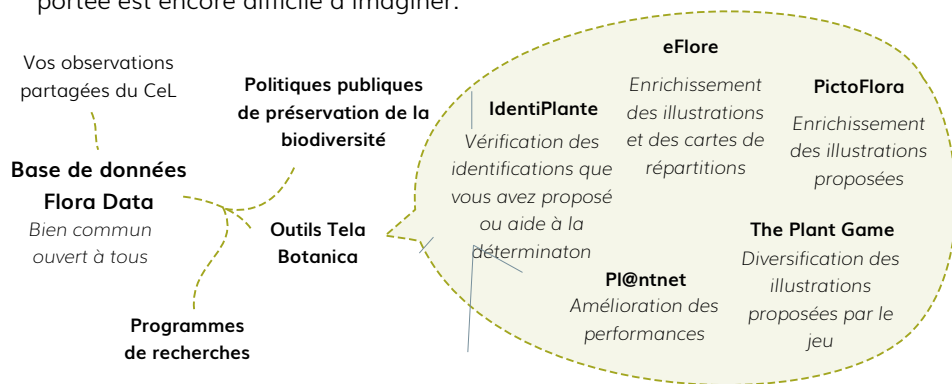 portée est encore difficile à imaginer.
Vos observations
partagées du CeL
Base de données
Flora Data
Bien commun
ouvert à tous
Politiques publiques
de préservation de la
biodiversité
Outils Tela
Botanica
Programmes
de recherches
IdentiPlante
Vérification des
identifications que
vous avez proposé
ou aide à la
déterminaton
eFlore
Enrichissement
des illustrations
et des cartes de
répartitions
PictoFlora
Enrichissement
des illustrations
proposées
Pl@ntnet
Amélioration des
performances
The Plant Game
Diversification des
illustrations
proposées par le
jeu